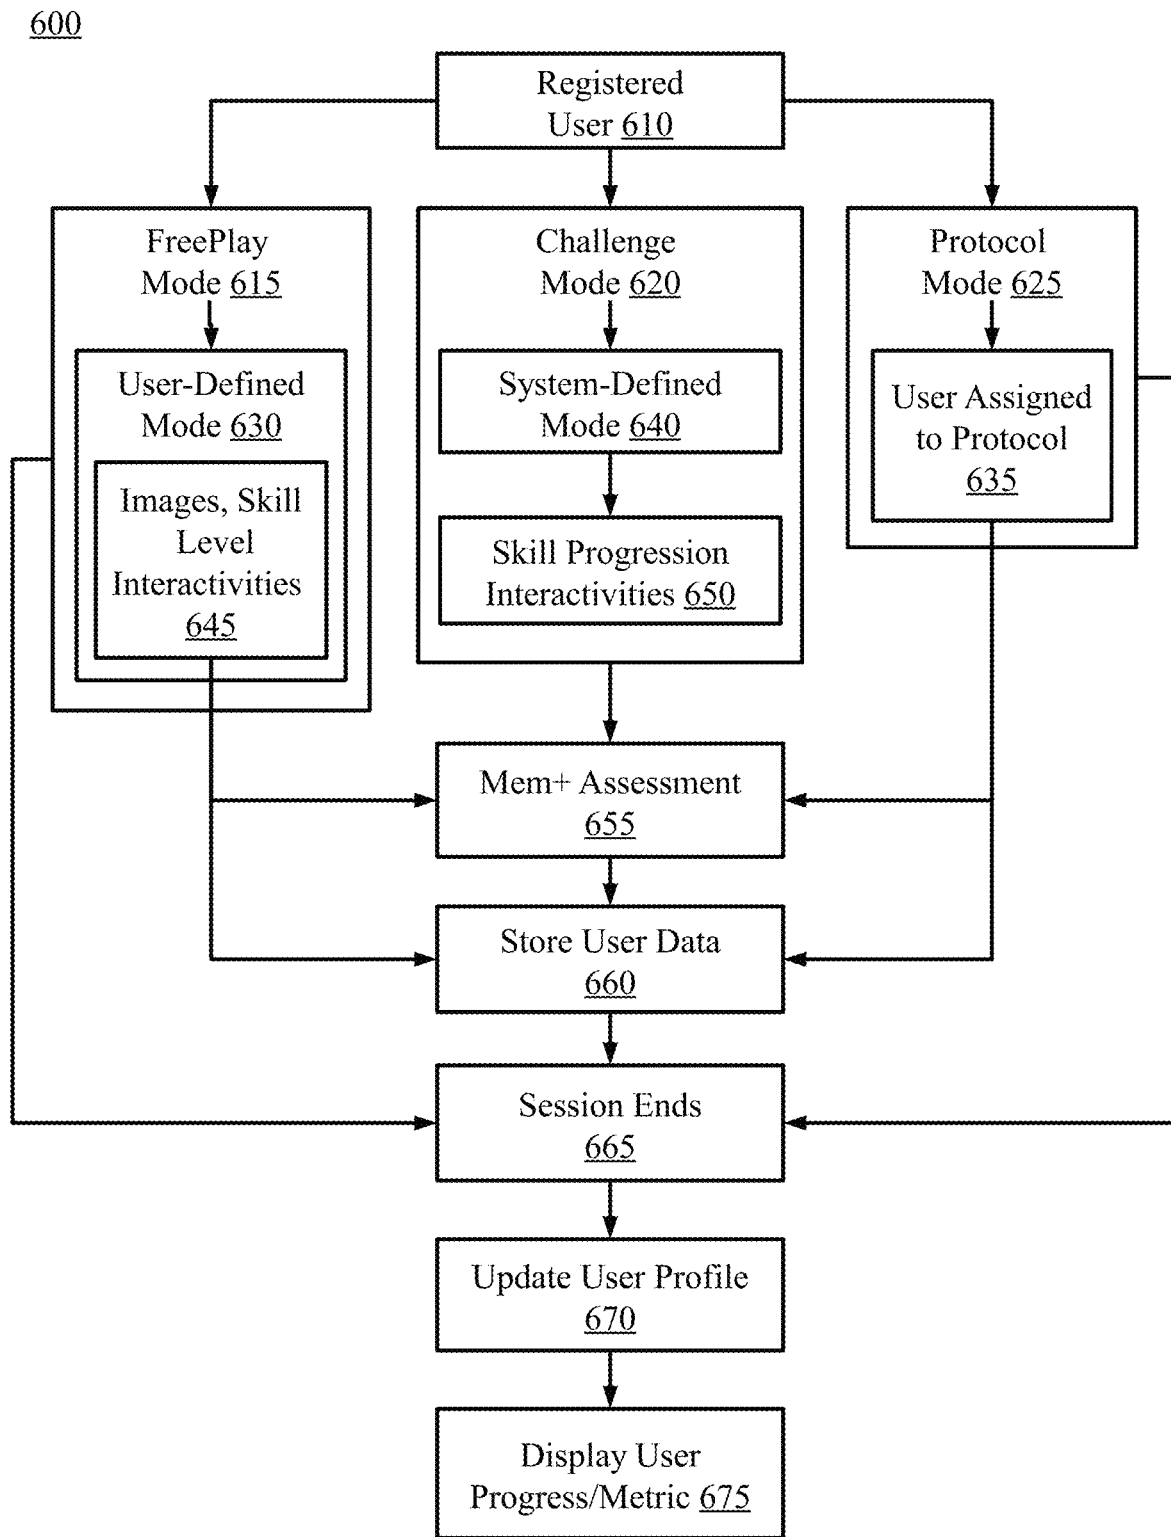 600
Registered
User 610
FreePlay
Mode 615
User-Defined
Mode 630
Images, Skill
Level
Interactivities
645
Challenge
Mode 620
System-Defined
Mode 640
Skill Progression
Interactivities 650
Protocol
Mode 625
User Assigned
to Protocol
635
Mem+ Assessment
655
Store User Data
660
Session Ends
665
Update User Profile
670
Display User
Progress/Metric 675